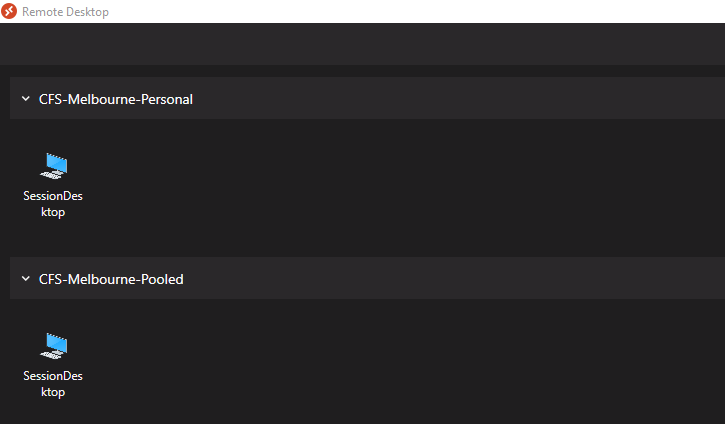 Remote Desktop
CFS-Melbourne-Personal
SessionDes
ktop
CFS-Melbourne-Pooled
SessionDes
ktop